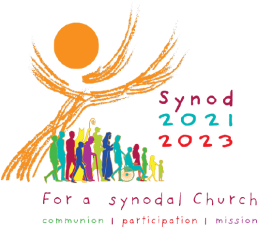 Synod
2021
2023
For a synodal Church
communion | participation | mission